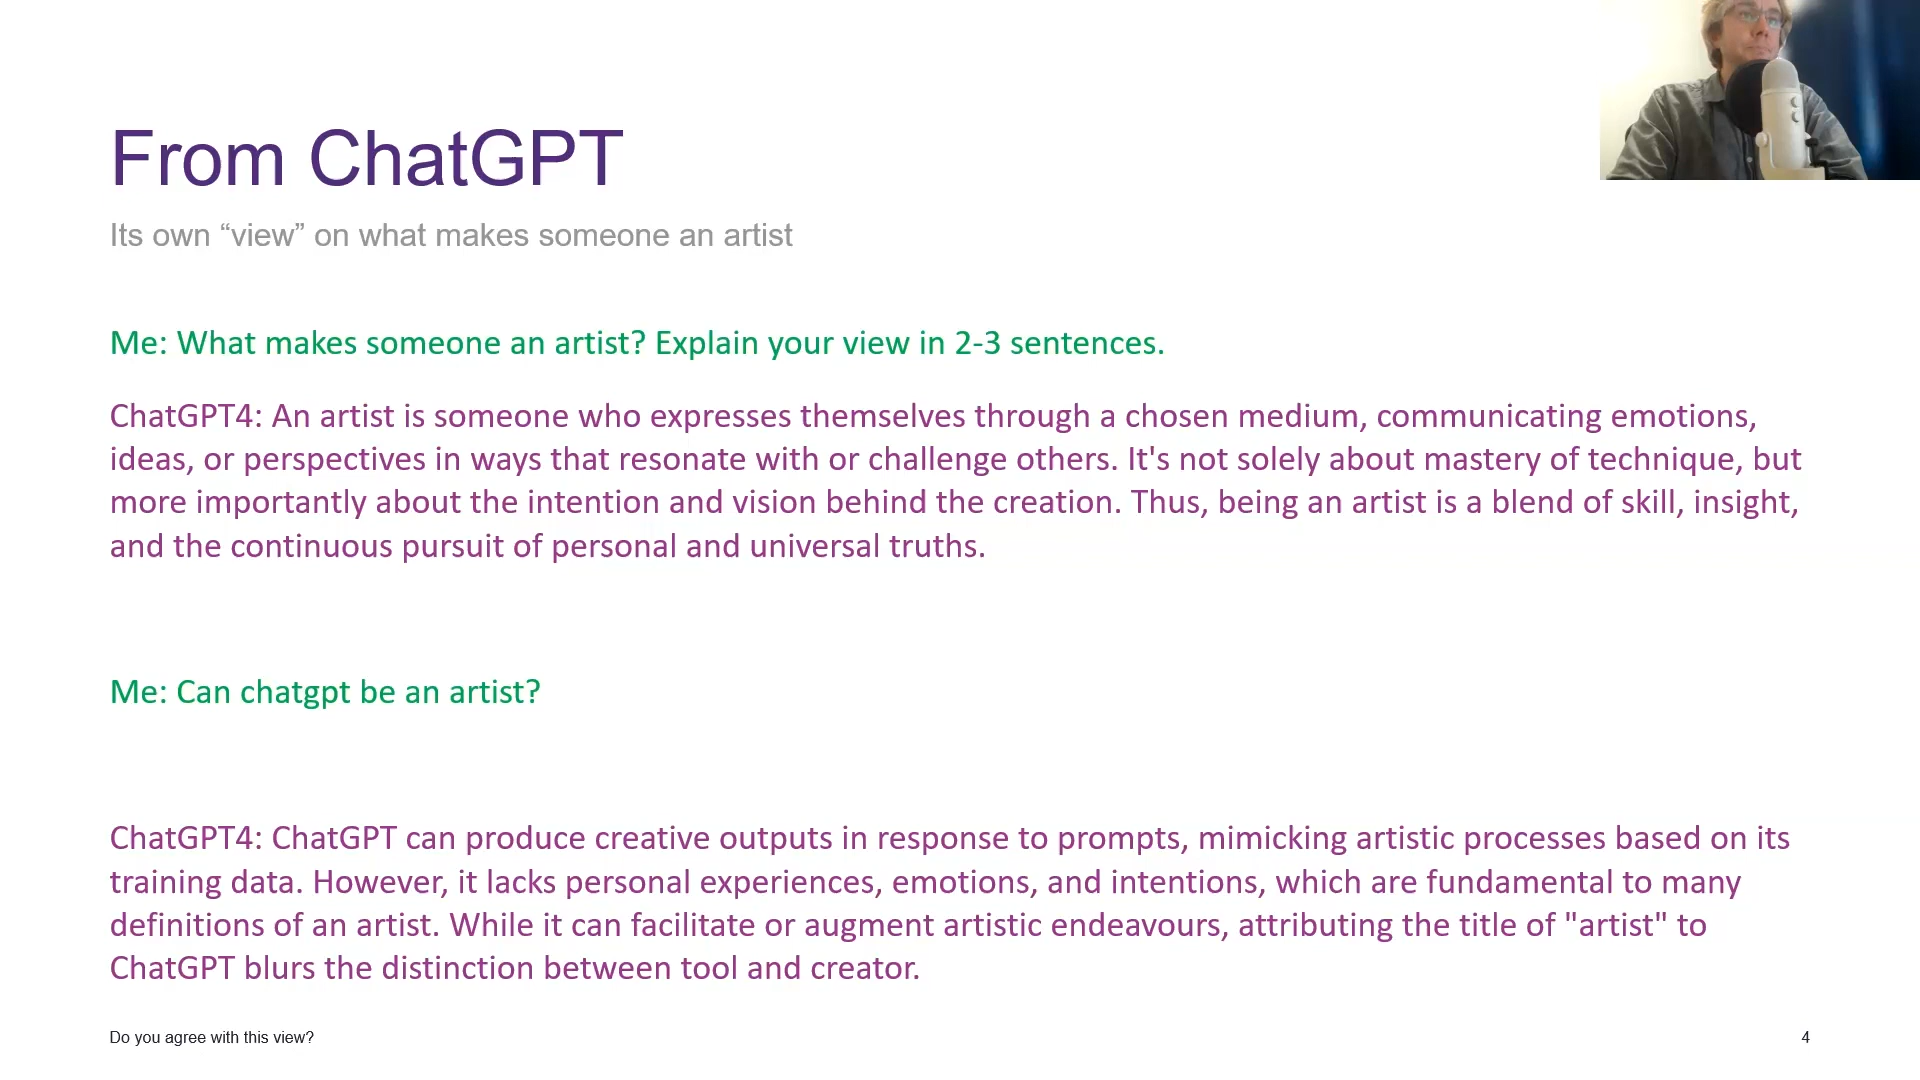 From ChatGPT
Its own “view” on what makes someone an artist
Me: What makes someone an artist? Explain your view in 2-3 sentences.
ChatGPT4: An artist is someone who expresses themselves through a chosen medium, communicating emotions,
ideas, or perspectives in ways that resonate with or challenge others. It's not solely about mastery of technique, but
more importantly about the intention and vision behind the creation. Thus, being an artist is a blend of skill, insight,
and the continuous pursuit of personal and universal truths.
Me: Can chatgpt be an artist?
ChatGPT4: ChatGPT can produce creative outputs in response to prompts, mimicking artistic processes based on its
training data. However, it lacks personal experiences, emotions, and intentions, which are fundamental to many
definitions of an artist. While it can facilitate or augment artistic endeavours, attributing the title of "artist" to
ChatGPT blurs the distinction between tool and creator.
Do you agree with this view?
4